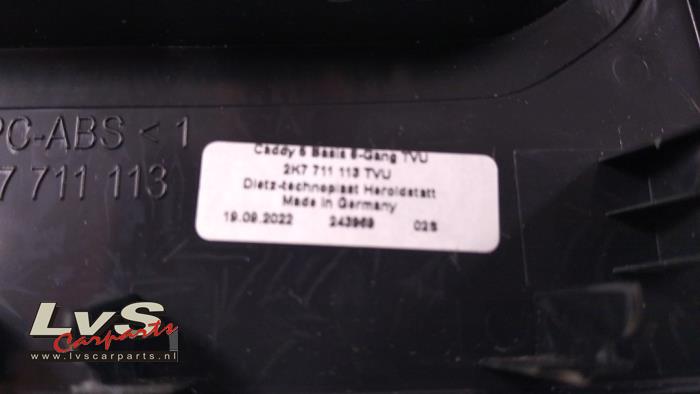 PC-ABS < 1
7 711 113
Caddy 5 Basis 6-Gang TVU
2K7 711 113 TVU
Dietz-technoplast Heroldstatt
Made in Germany
19.09.2022 243969 02S
LvS
Carparts
www.lvscarparts.nl